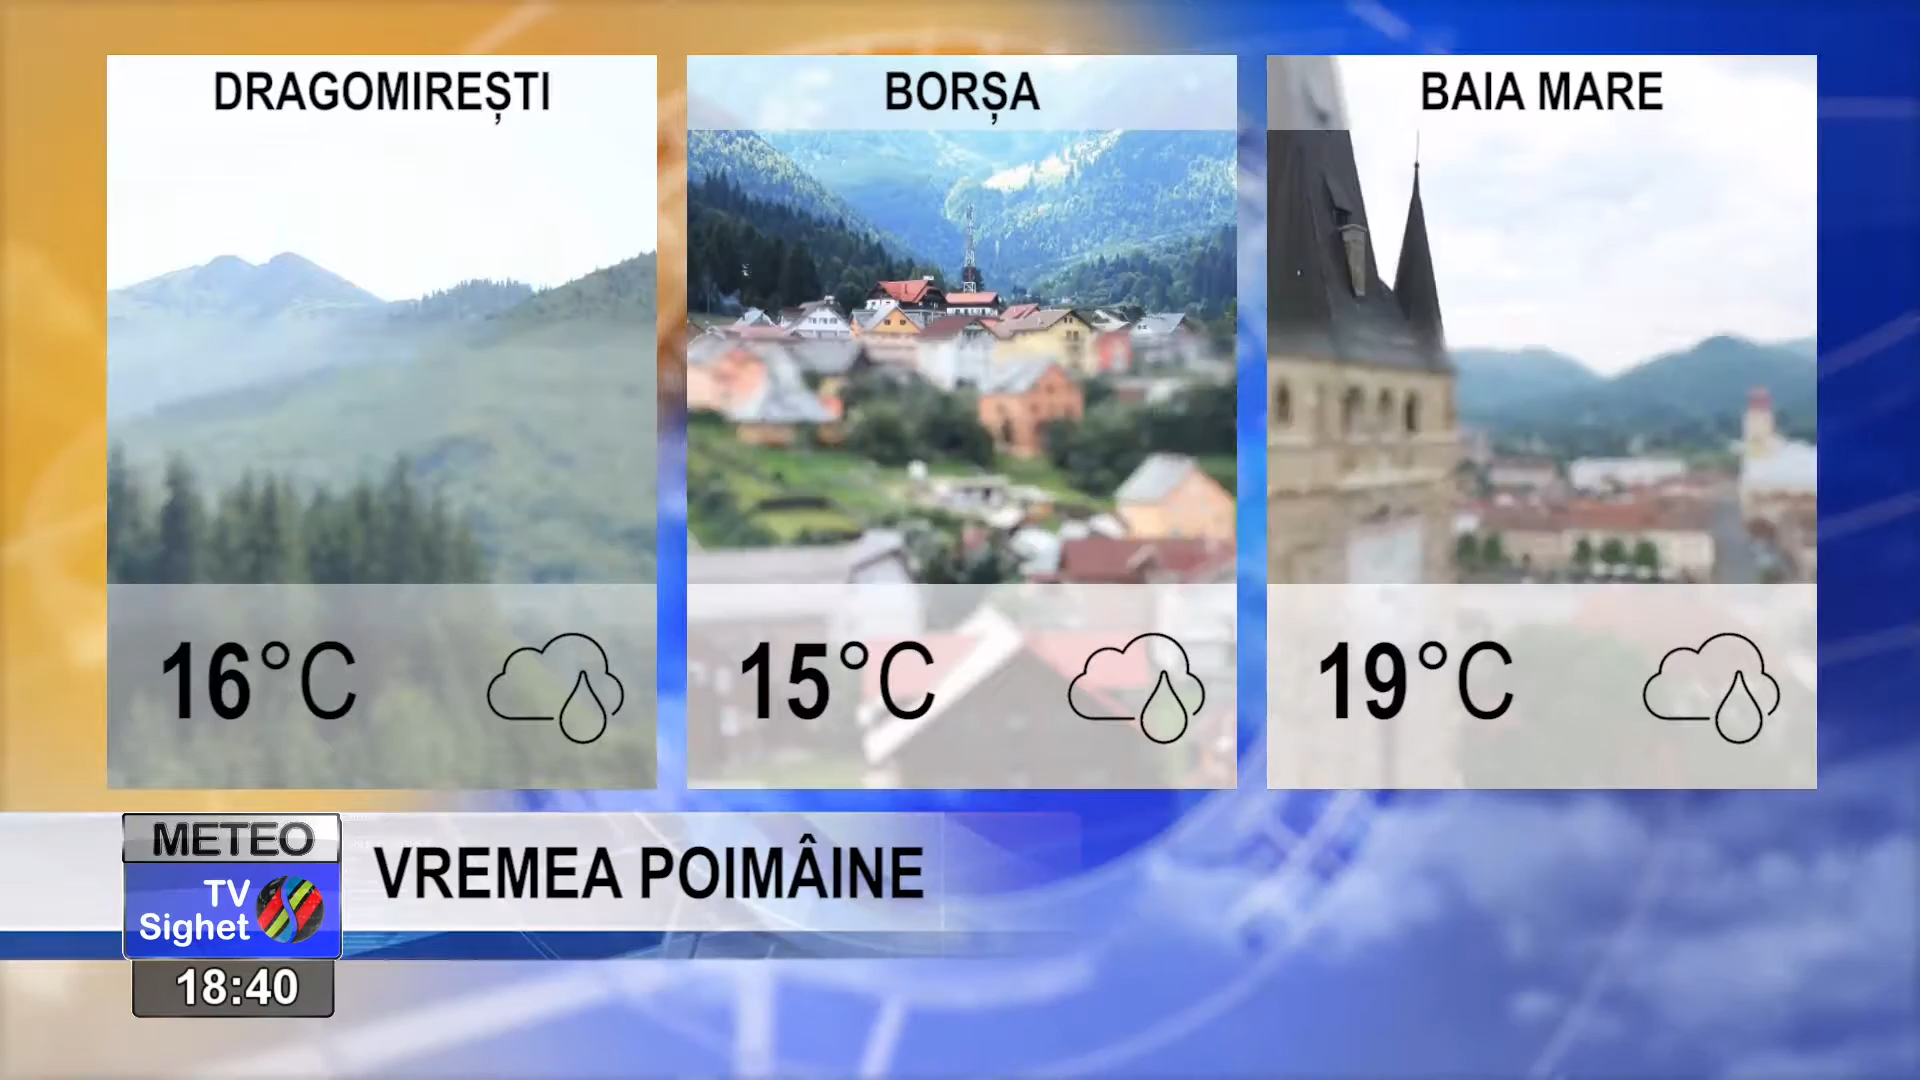 DRAGOMIREȘTI
BORȘA
BAIA MARE
16°C
15°C
19°C
METEO
VREMEA POIMÂINE
TV
Sighet
18:40